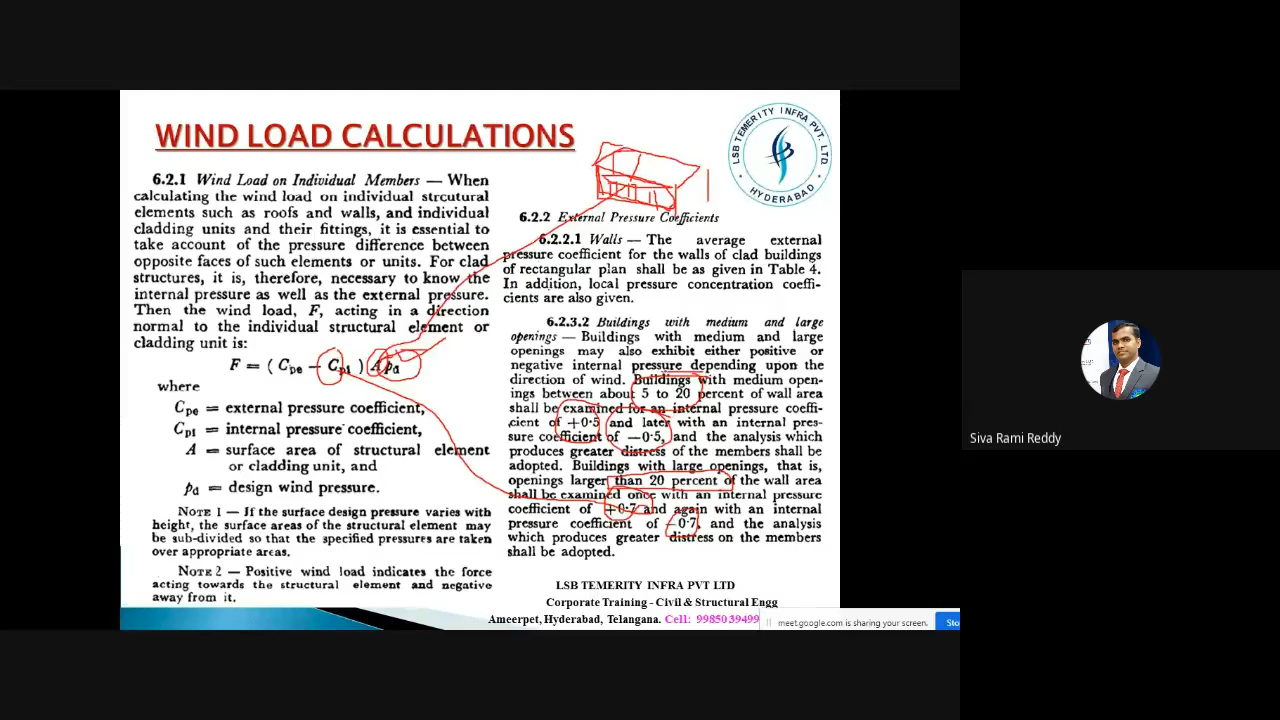 WIND LOAD CALCULATIONS
LSB TEMERITY INFRA PVT. LTD.
• HYDERABAD •
6.2.1 Wind Load on Individual Members — When
calculating the wind load on individual strcutural
elements such as roofs and walls, and individual
cladding units and their fittings, it is essential to
take account of the pressure difference between
opposite faces of such elements or units. For clad
structures, it is, therefore, necessary to know the
internal pressure as well as the external pressure.
Then the wind load, F, acting in a direction
normal to the individual structural element or
cladding unit is:
F = ( Cpe − Cpi ) A pd
where
Cpe = external pressure coefficient,
Cpi = internal pressure coefficient,
A = surface area of structural element
or cladding unit, and
pd = design wind pressure.
NOTE 1 — If the surface design pressure varies with
height, the surface areas of the structural element may
be sub-divided so that the specified pressures are taken
over appropriate areas.
NOTE 2 — Positive wind load indicates the force
acting towards the structural element and negative
away from it.
6.2.2 External Pressure Coefficients
6.2.2.1 Walls — The average external
pressure coefficient for the walls of clad buildings
of rectangular plan shall be as given in Table 4.
In addition, local pressure concentration coeffi-
cients are also given.
6.2.3.2 Buildings with medium and large
openings — Buildings with medium and large
openings may also exhibit either positive or
negative internal pressure depending upon the
direction of wind. Buildings with medium open-
ings between about 5 to 20 percent of wall area
shall be examined for an internal pressure coeffi-
cient of +0·5 and later with an internal pres-
sure coefficient of −0·5, and the analysis which
produces greater distress of the members shall be
adopted. Buildings with large openings, that is,
openings larger than 20 percent of the wall area
shall be examined once with an internal pressure
coefficient of +0·7 and again with an internal
pressure coefficient of −0·7, and the analysis
which produces greater distress on the members
shall be adopted.
LSB TEMERITY INFRA PVT LTD
Corporate Training - Civil & Structural Engg
Ameerpet, Hyderabad, Telangana. Cell: 9985039499
meet.google.com is sharing your screen.
Sto
Siva Rami Reddy